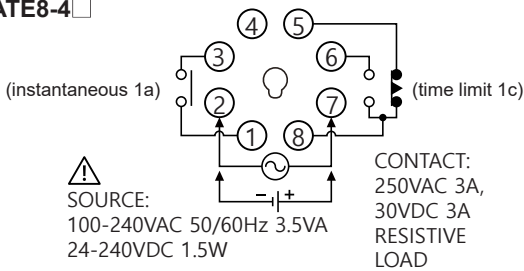 ATE8-4□
④ ⑤
③ ⑥
(instantaneous 1a)
(time limit 1c)
② ⑦
① ⑧
− +
SOURCE:
100-240VAC 50/60Hz 3.5VA
24-240VDC 1.5W
CONTACT:
250VAC 3A,
30VDC 3A
RESISTIVE
LOAD